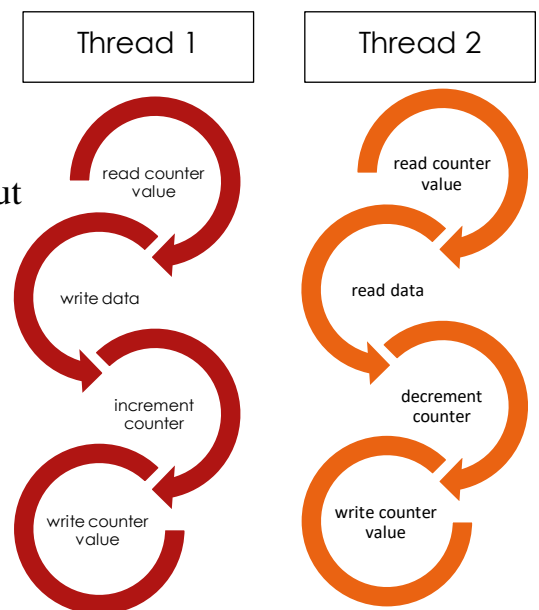 Thread 1
Thread 2
ut
read counter
value
write data
increment
counter
write counter
value
read counter
value
read data
decrement
counter
write counter
value